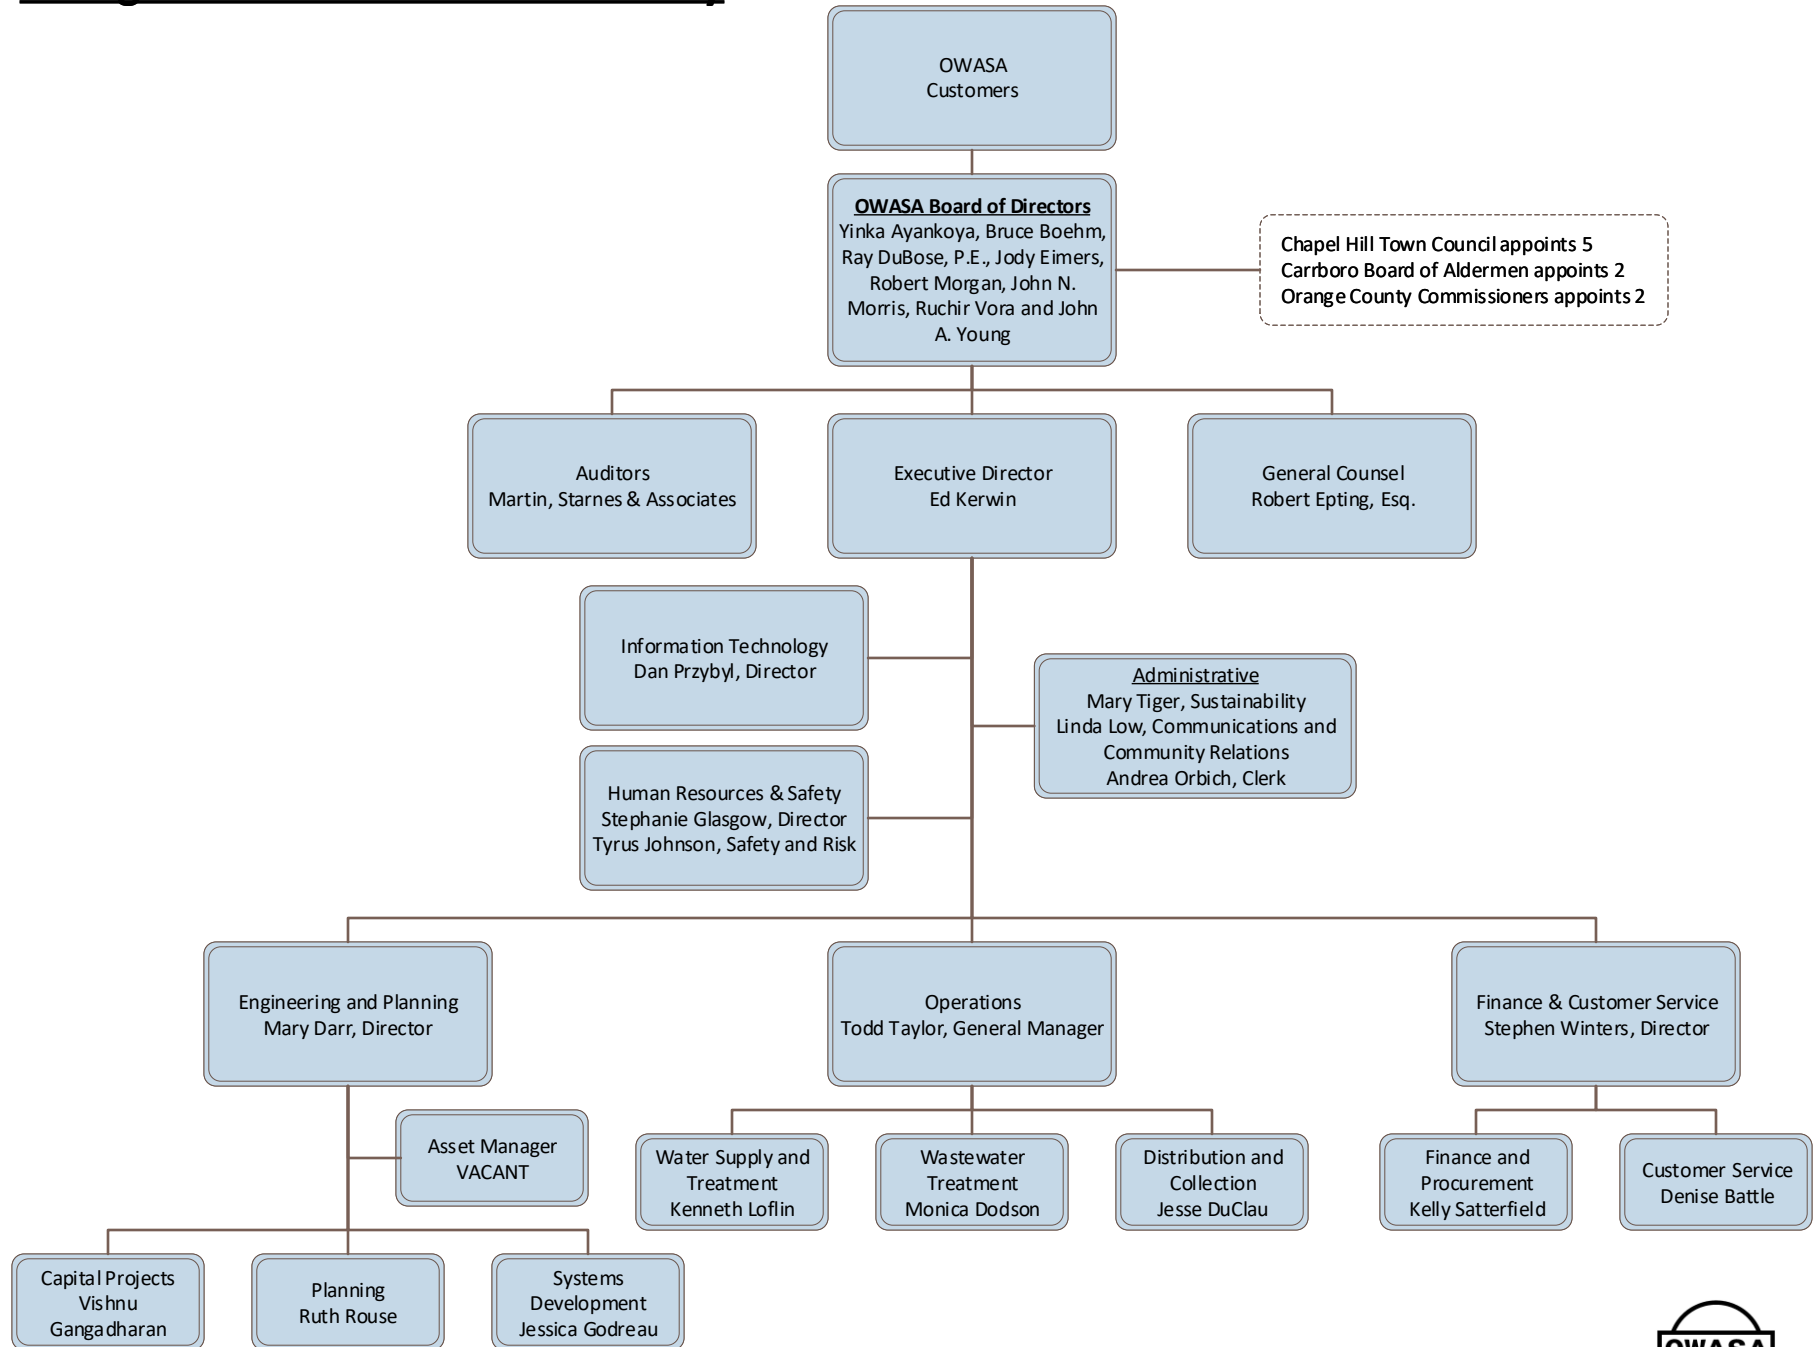 OWASA
Customers
OWASA Board of Directors
Yinka Ayankoya, Bruce Boehm,
Ray DuBose, P.E., Jody Eimers,
Robert Morgan, John N.
Morris, Ruchir Vora and John
A. Young
Chapel Hill Town Council appoints 5
Carrboro Board of Aldermen appoints 2
Orange County Commissioners appoints 2
Auditors
Martin, Starnes & Associates
Executive Director
Ed Kerwin
General Counsel
Robert Epting, Esq.
Information Technology
Dan Przybyl, Director
Administrative
Mary Tiger, Sustainability
Linda Low, Communications and
Community Relations
Andrea Orbich, Clerk
Human Resources & Safety
Stephanie Glasgow, Director
Tyrus Johnson, Safety and Risk
Engineering and Planning
Mary Darr, Director
Operations
Todd Taylor, General Manager
Finance & Customer Service
Stephen Winters, Director
Asset Manager
VACANT
Water Supply and
Treatment
Kenneth Loflin
Wastewater
Treatment
Monica Dodson
Distribution and
Collection
Jesse DuClau
Finance and
Procurement
Kelly Satterfield
Customer Service
Denise Battle
Capital Projects
Vishnu
Gangadharan
Planning
Ruth Rouse
Systems
Development
Jessica Godreau
OWASA